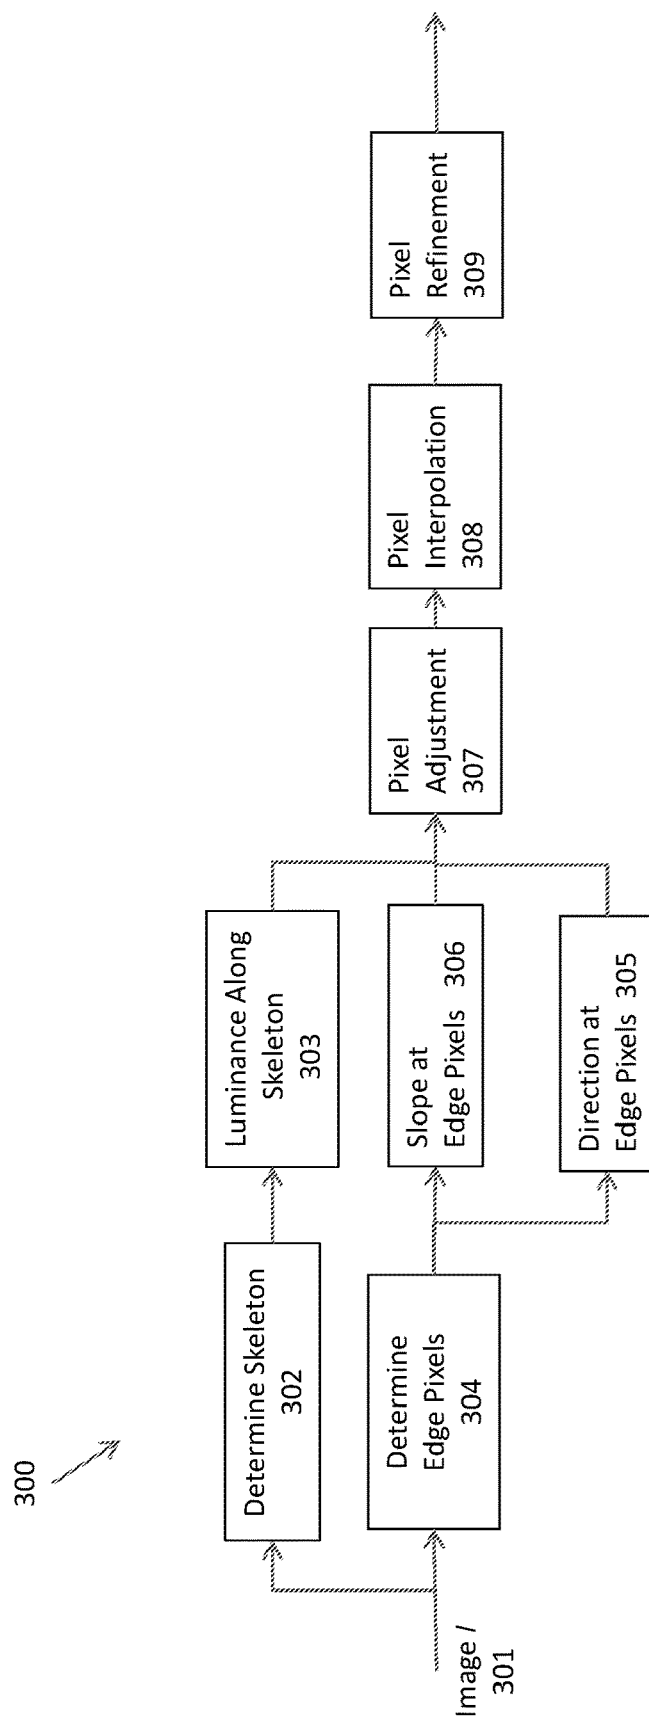 300
Image I
301
Determine Skeleton
302
Luminance Along
Skeleton
303
Determine
Edge Pixels
304
Slope at
Edge Pixels 306
Direction at
Edge Pixels 305
Pixel
Adjustment
307
Pixel
Interpolation
308
Pixel
Refinement
309